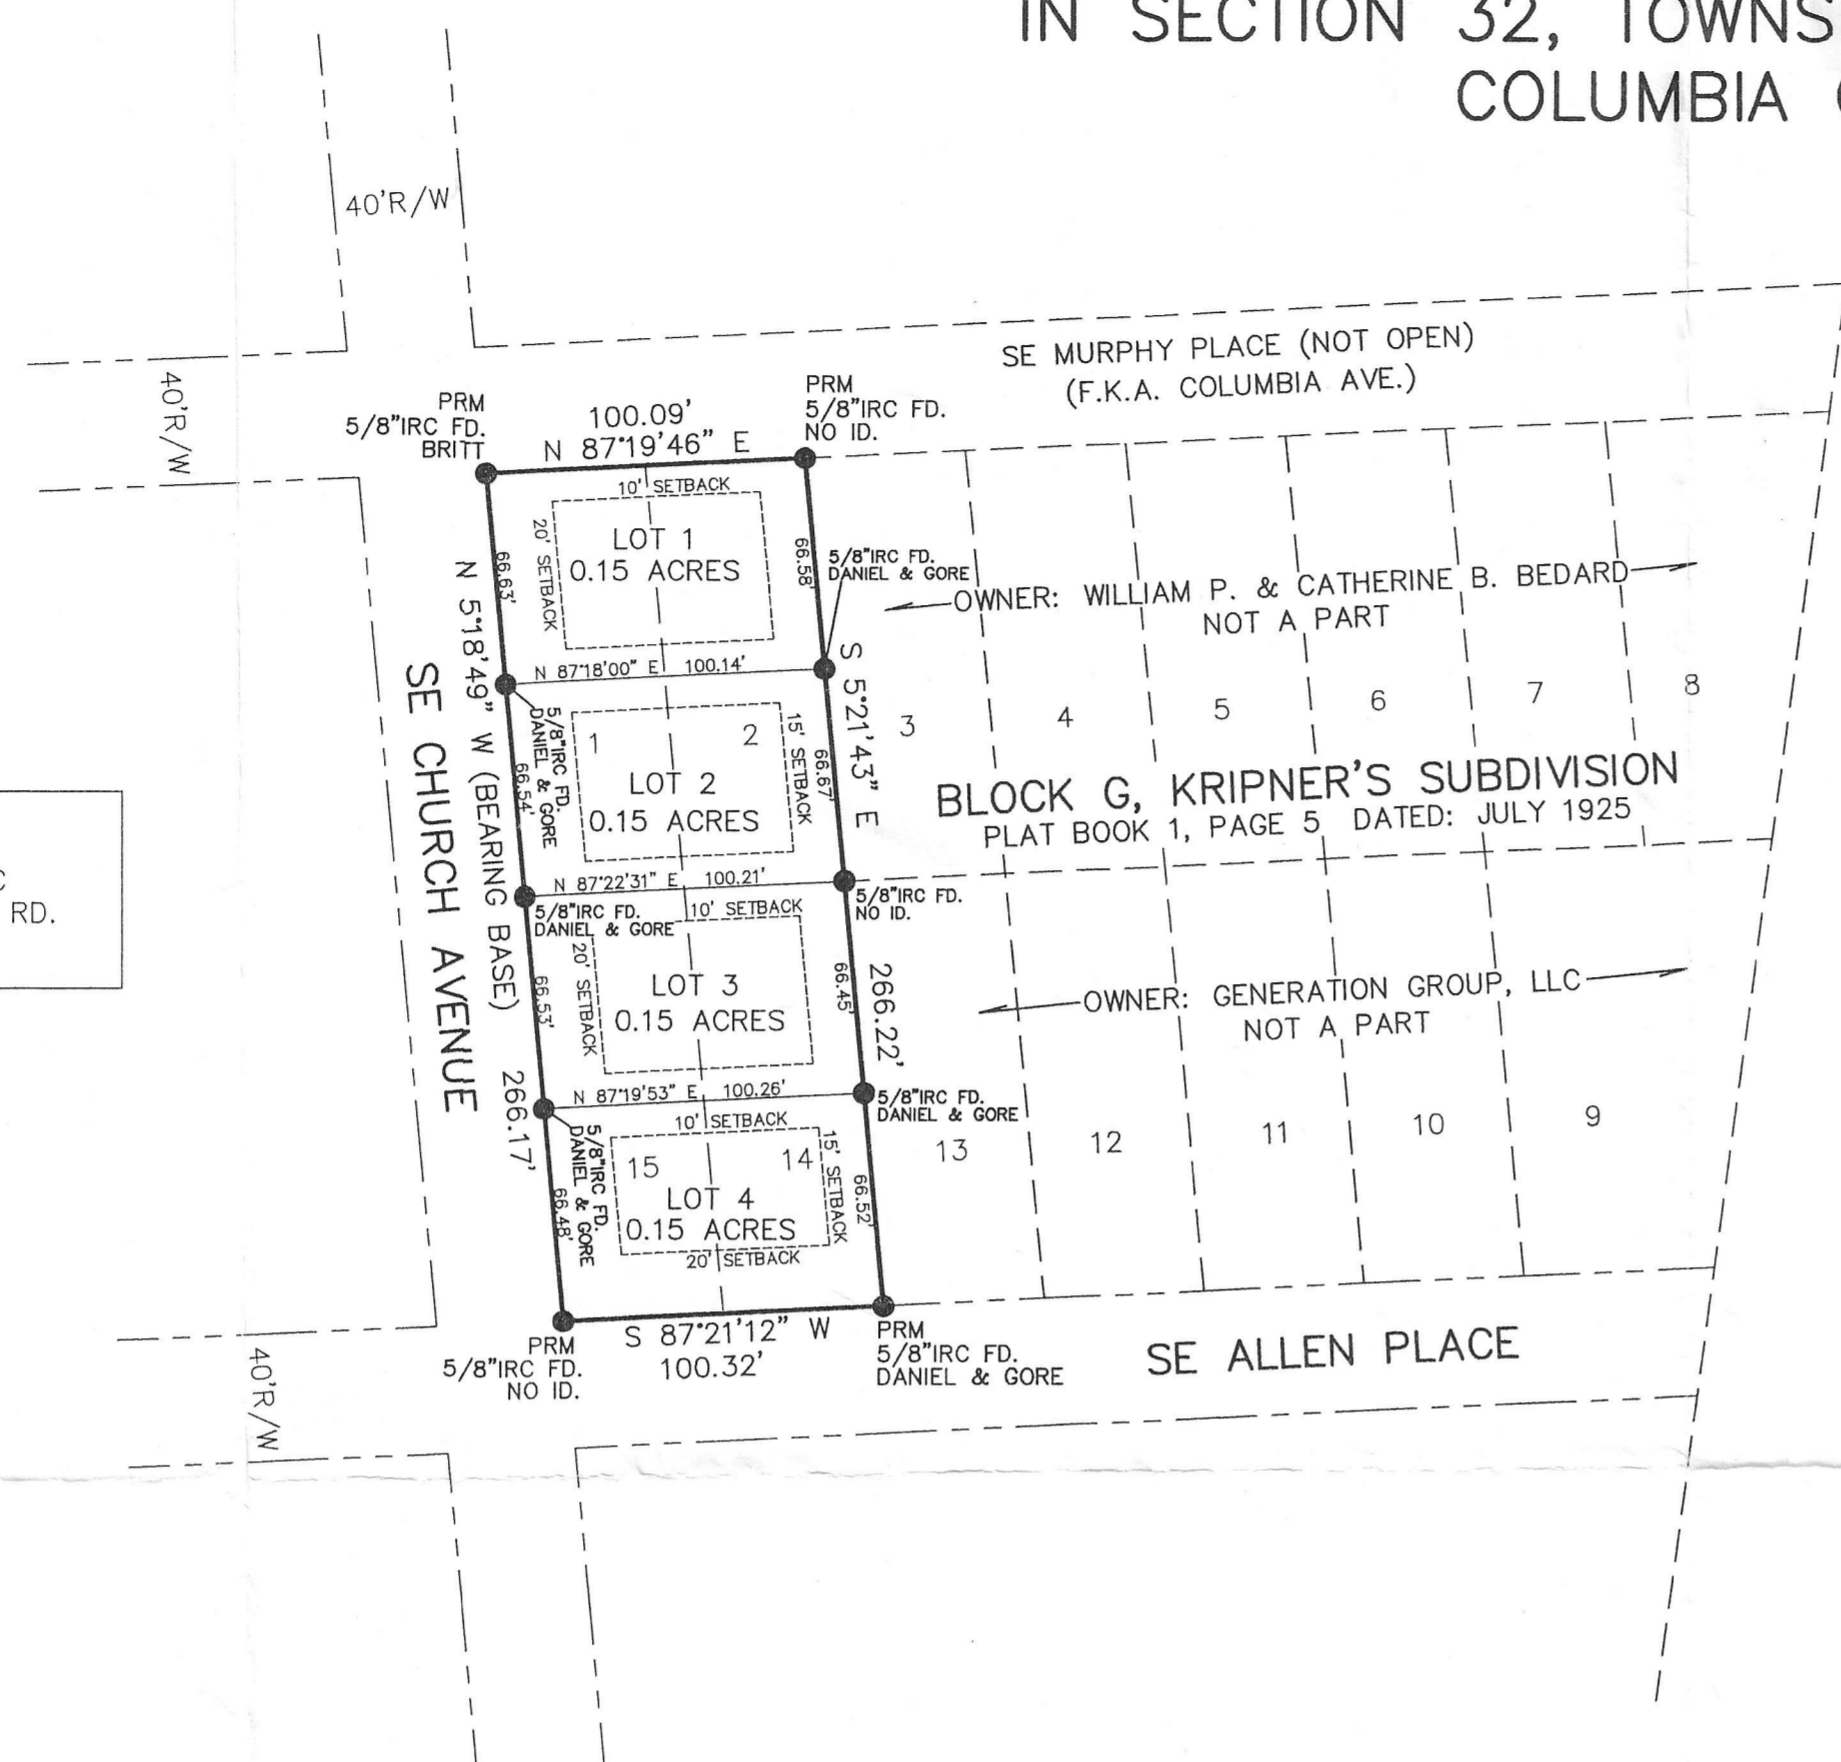 IN SECTION 32, TOWNS
COLUMBIA
40'R/W
SE MURPHY PLACE (NOT OPEN)
(F.K.A. COLUMBIA AVE.)
40'R/W
PRM
5/8"IRC FD.
BRITT
100.09'
N 87°19'46" E
PRM
5/8"IRC FD.
NO ID.
10' SETBACK
20' SETBACK
LOT 1
0.15 ACRES
66.63'
66.58'
5/8"IRC FD.
DANIEL & GORE
OWNER: WILLIAM P. & CATHERINE B. BEDARD
NOT A PART
N 5°18'49" W (BEARING BASE) 266.17'
SE CHURCH AVENUE
N 87°18'00" E 100.14'
S 5°21'43" E 266.22'
5/8"IRC FD.
DANIEL & GORE
1
2
15' SETBACK
LOT 2
0.15 ACRES
66.54'
66.67'
3
4
5
6
7
8
BLOCK G, KRIPNER'S SUBDIVISION
PLAT BOOK 1, PAGE 5 DATED: JULY 1925
RD.
N 87°22'31" E 100.21'
5/8"IRC FD.
DANIEL & GORE
10' SETBACK
5/8"IRC FD.
NO ID.
20' SETBACK
LOT 3
0.15 ACRES
66.53'
66.45'
OWNER: GENERATION GROUP, LLC
NOT A PART
N 87°19'53" E 100.26'
5/8"IRC FD.
DANIEL & GORE
10' SETBACK
5/8"IRC FD.
DANIEL & GORE
15
14
15' SETBACK
LOT 4
0.15 ACRES
20' SETBACK
66.48'
66.52'
13
12
11
10
9
S 87°21'12" W
100.32'
PRM
5/8"IRC FD.
NO ID.
PRM
5/8"IRC FD.
DANIEL & GORE
SE ALLEN PLACE
40'R/W